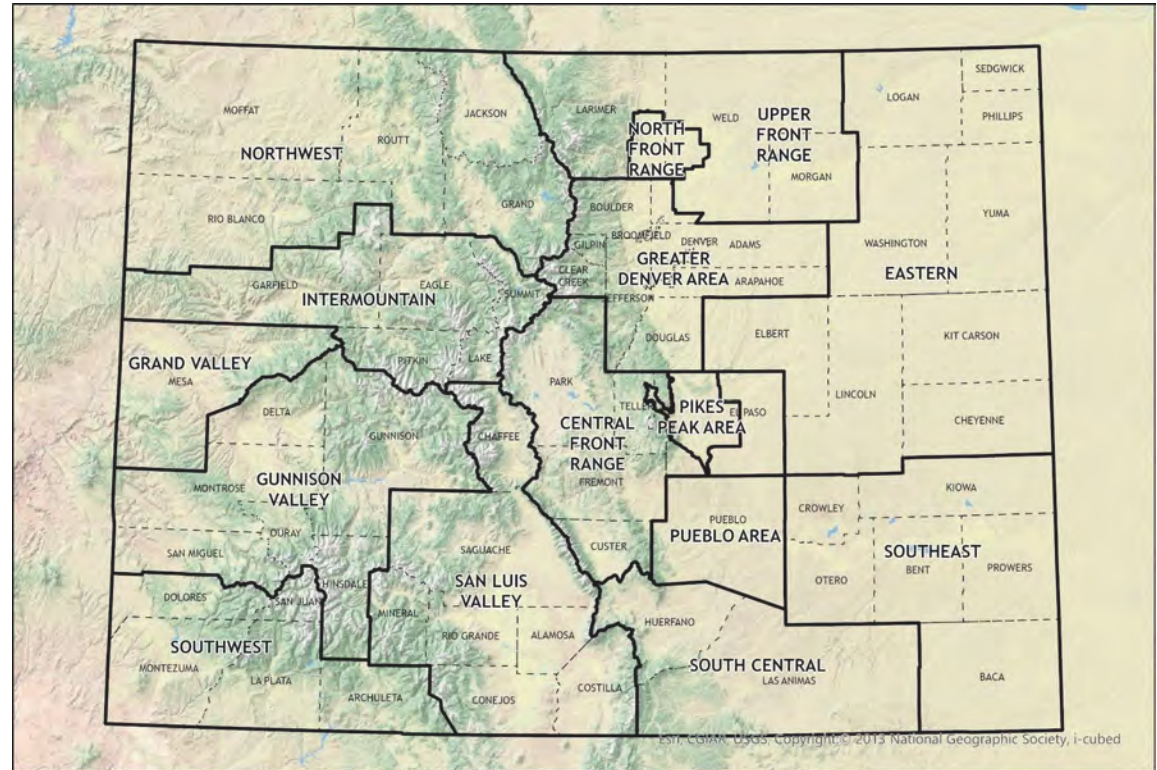 SEDGWICK
LOGAN
MOFFAT
JACKSON
LARIMER
WELD
UPPER
FRONT
RANGE
PHILLIPS
NORTH
FRONT
RANGE
ROUTT
NORTHWEST
MORGAN
GRAND
BOULDER
RIO BLANCO
YUMA
BROOMFIELD
GILPIN
DENVER
ADAMS
WASHINGTON
GREATER
DENVER AREA
EASTERN
CLEAR
CREEK
ARAPAHOE
GARFIELD
EAGLE
SUMMIT
INTERMOUNTAIN
JEFFERSON
DOUGLAS
ELBERT
KIT CARSON
GRAND VALLEY
MESA
PITKIN
LAKE
PARK
LINCOLN
DELTA
TELLER
PIKES
PEAK AREA
EL PASO
CHEYENNE
GUNNISON
CHAFFEE
CENTRAL
FRONT
RANGE
FREMONT
GUNNISON
VALLEY
MONTROSE
KIOWA
CROWLEY
PUEBLO
PUEBLO AREA
OURAY
SAN MIGUEL
SAGUACHE
CUSTER
SOUTHEAST
BENT
PROWERS
OTERO
HINSDALE
SAN LUIS
VALLEY
DOLORES
SAN JUAN
MINERAL
HUERFANO
RIO GRANDE
ALAMOSA
SOUTHWEST
MONTEZUMA
LA PLATA
ARCHULETA
CONEJOS
COSTILLA
SOUTH CENTRAL
LAS ANIMAS
BACA
Esri, CGIAR, USGS, Copyright:© 2013 National Geographic Society, i-cubed